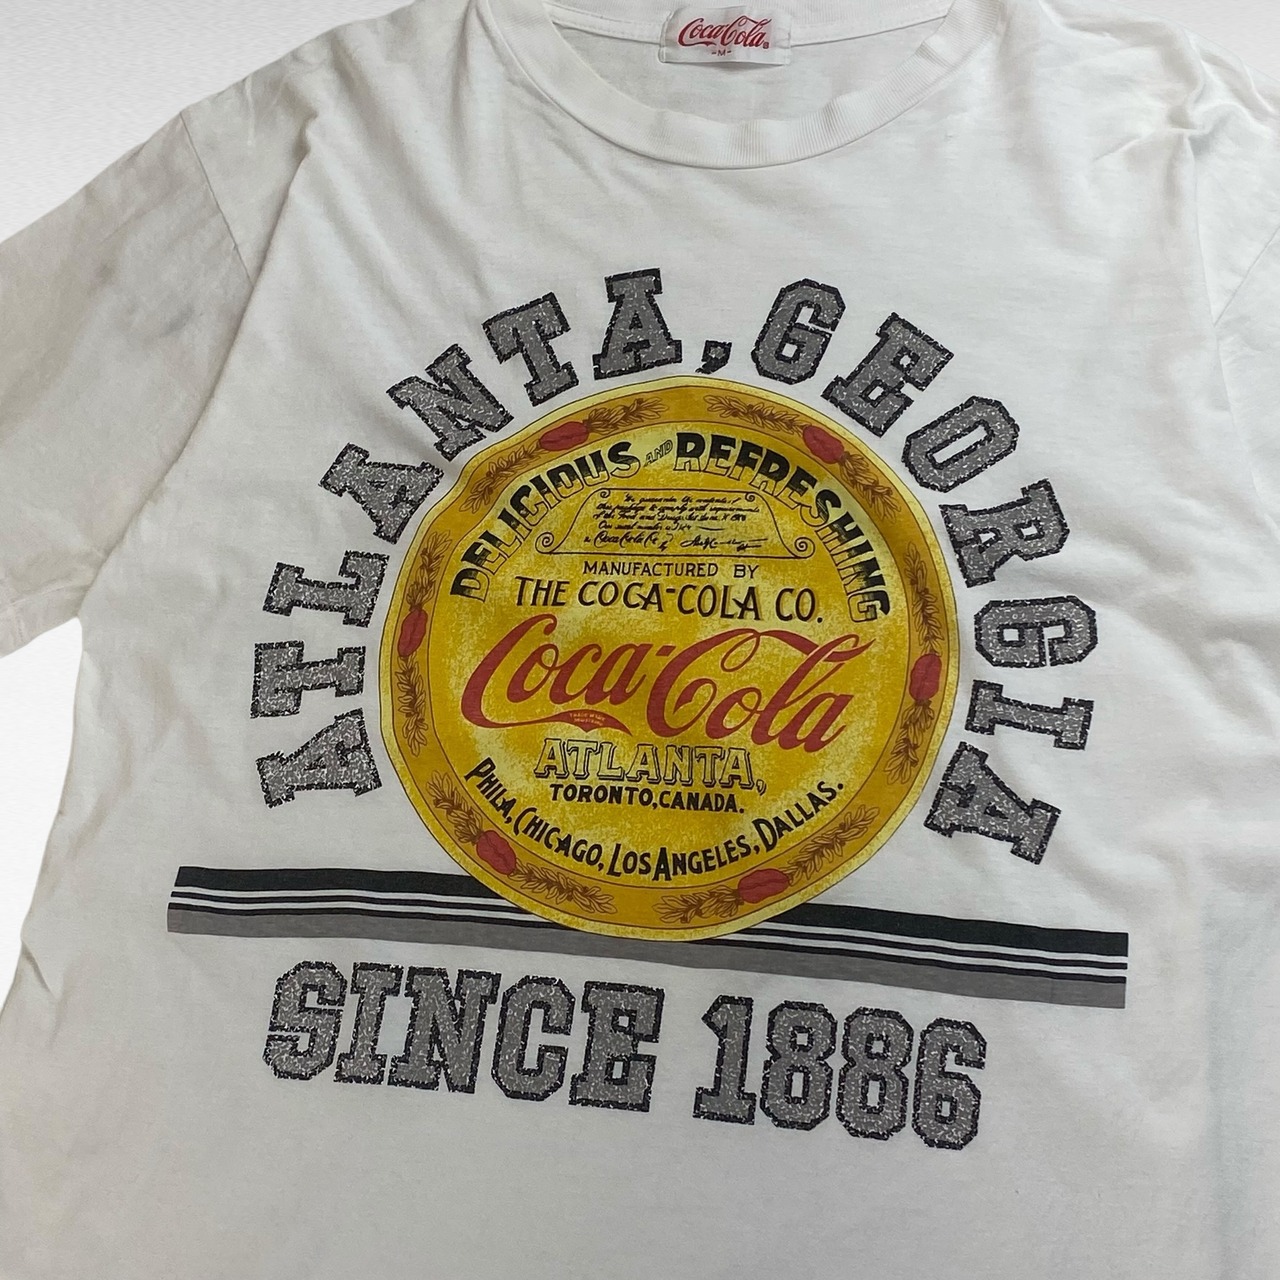 Coca-Cola
-M-
ATLANTA, GEORGIA
DELICIOUS AND REFRESHING
MANUFACTURED BY
THE COCA-COLA CO.
Coca-Cola
ATLANTA,
TORONTO, CANADA.
PHILA, CHICAGO, LOS ANGELES, DALLAS.
SINCE 1886